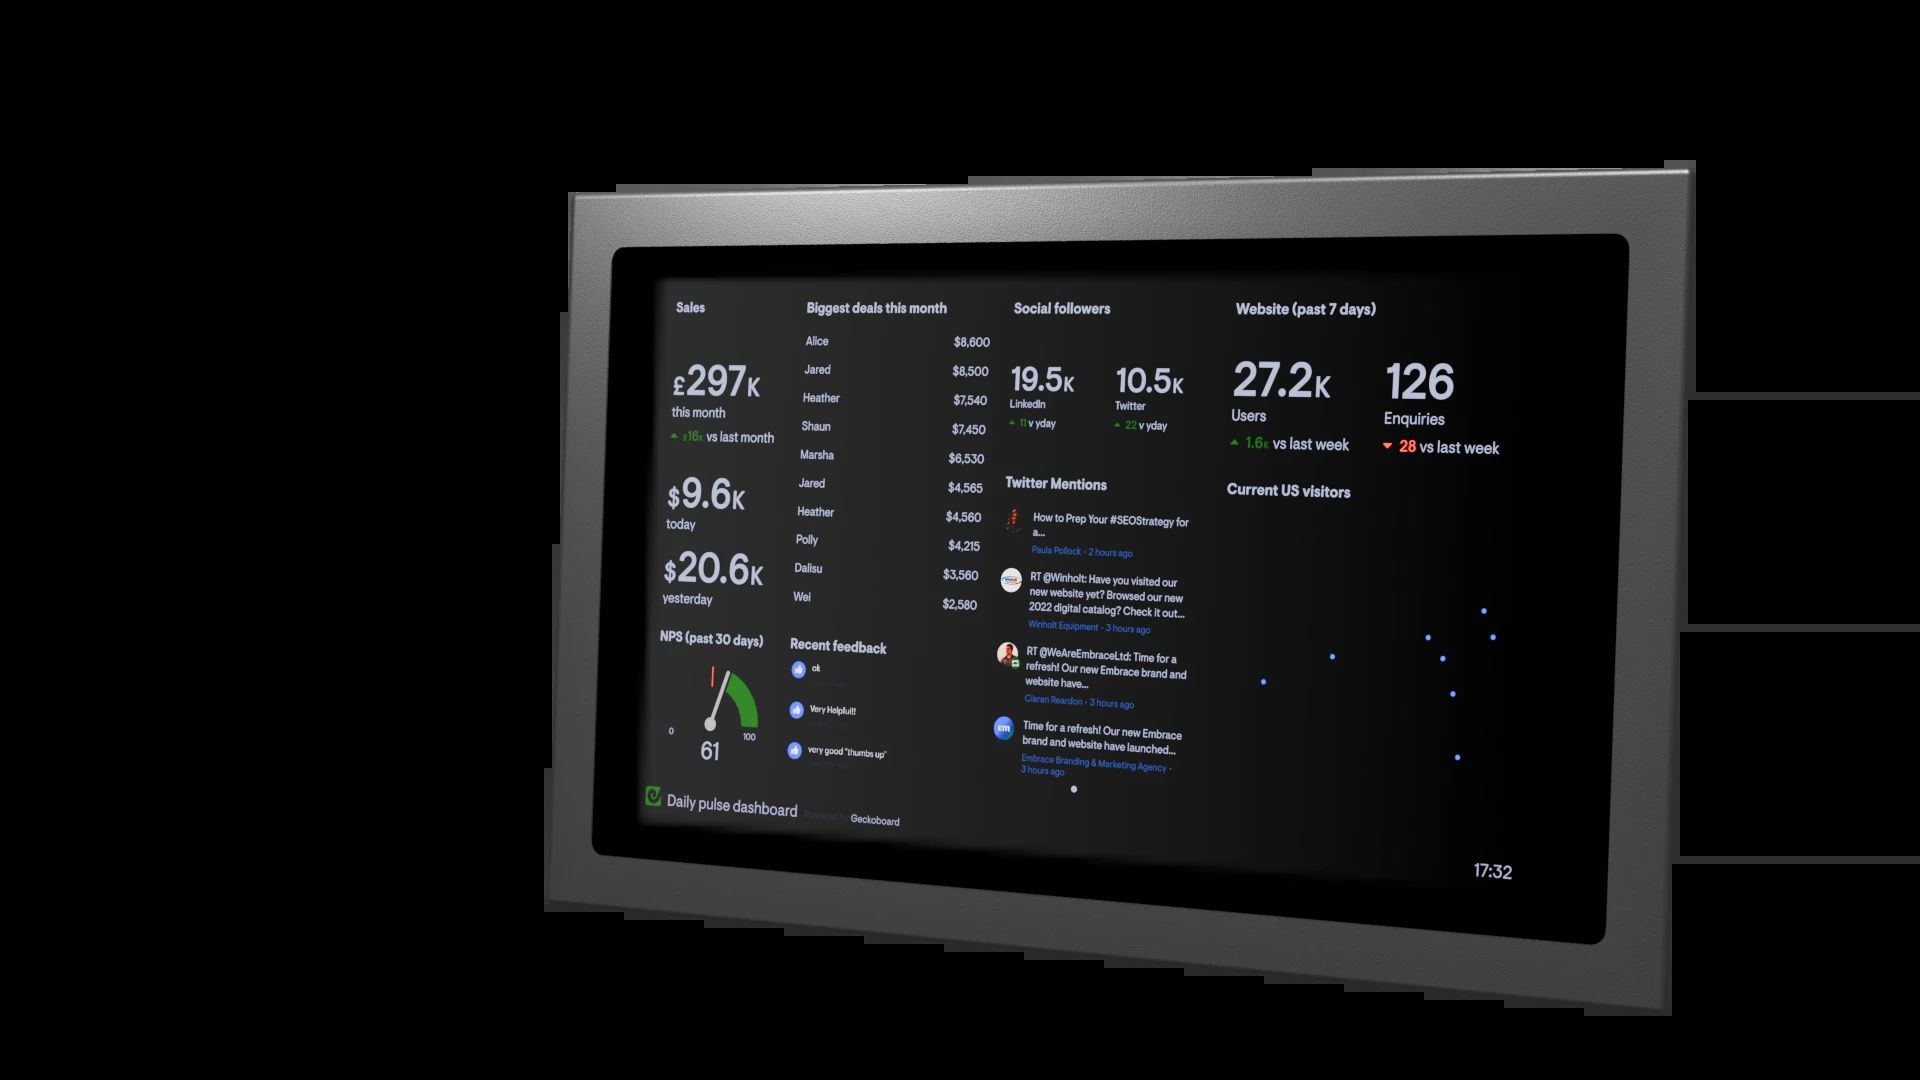 Sales
£297K
this month
£16K vs last month
$9.6K
today
$20.6K
yesterday
NPS (past 30 days)
0
100
61
Biggest deals this month
Alice $8,600
Jared $8,500
Heather $7,540
Shaun $7,450
Marsha $6,530
Jared $4,565
Heather $4,560
Polly $4,215
Dalisu $3,560
Wei $2,580
Recent feedback
ok
Very Helpful!!
very good "thumbs up"
Social followers
19.5K
LinkedIn
11 v yday
10.5K
Twitter
22 v yday
Twitter Mentions
How to Prep Your #SEOStrategy for
a...
Paula Pollock • 2 hours ago
RT @Winholt: Have you visited our
new website yet? Browsed our new
2022 digital catalog? Check it out...
Winholt Equipment • 3 hours ago
RT @WeAreEmbraceLtd: Time for a
refresh! Our new Embrace brand and
website have...
Ciaran Reardon • 3 hours ago
em
Time for a refresh! Our new Embrace
brand and website have launched...
Embrace Branding & Marketing Agency •
3 hours ago
Website (past 7 days)
27.2K
Users
1.6K vs last week
126
Enquiries
28 vs last week
Current US visitors
Daily pulse dashboard
Powered by Geckoboard
17:32